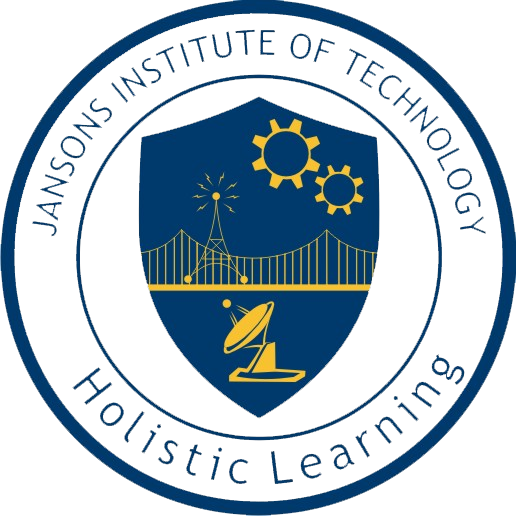 JANSONS INSTITUTE OF TECHNOLOGY
Holistic Learning